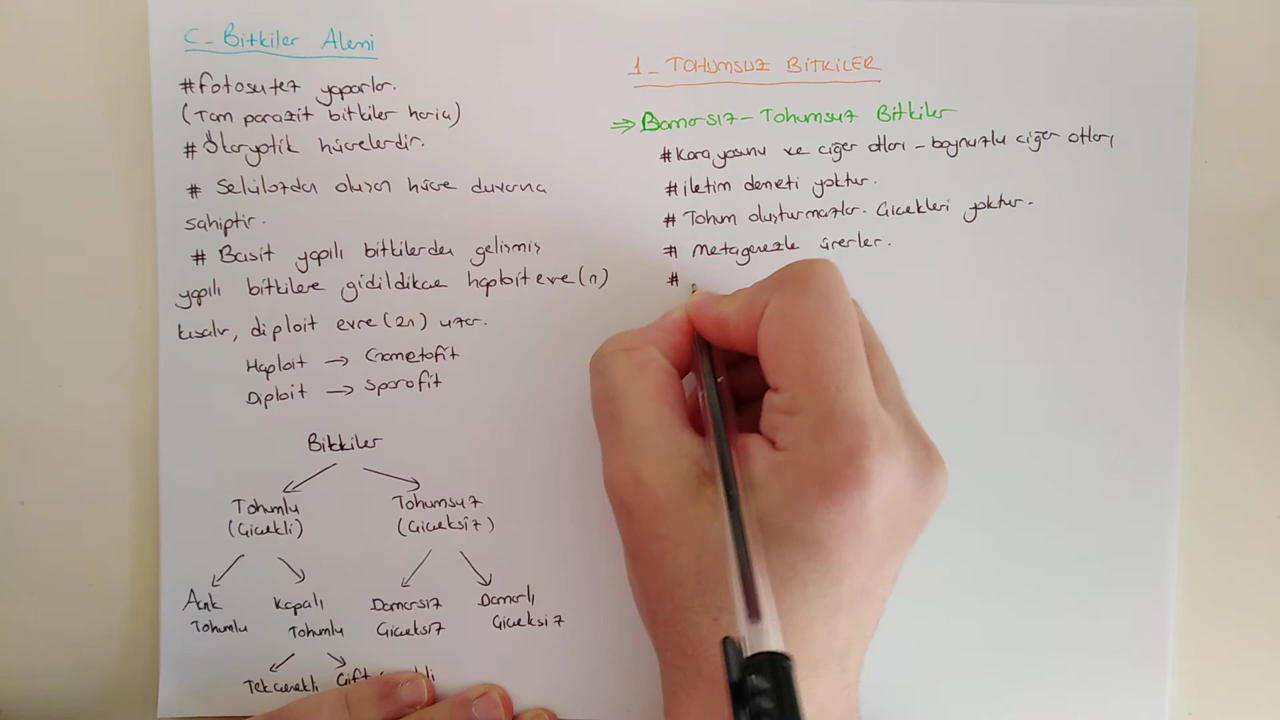 C- Bitkiler Alemi
# Fotosentez yaparlar.
(Tam parazit bitkiler hariç)
# Ökaryotik hücrelerdir.
# Selülozdan oluşan hücre duvarına
sahiptir.
# Basit yapılı bitkilerden gelişmiş
yapılı bitkilere gidildikçe haploit evre (n)
kısalır, diploit evre (2n) uzar.
Haploit → Gametofit
Diploit → Sporofit
Bitkiler
Tohumlu
(Çiçekli)
Tohumsuz
(Çiçeksiz)
Açık
Tohumlu
Kapalı
Tohumlu
Damarsız
Çiçeksiz
Damarlı
Çiçeksiz
Tek çenekli
Çift
1- TOHUMSUZ BİTKİLER
⇒ Damarsız - Tohumsuz Bitkiler
# Kara yosunu ve ciğer otları - boynuzlu ciğer otları
# İletim demeti yoktur.
# Tohum oluşturmazlar. Çiçekleri yoktur.
# Metagenezle ürerler.
#